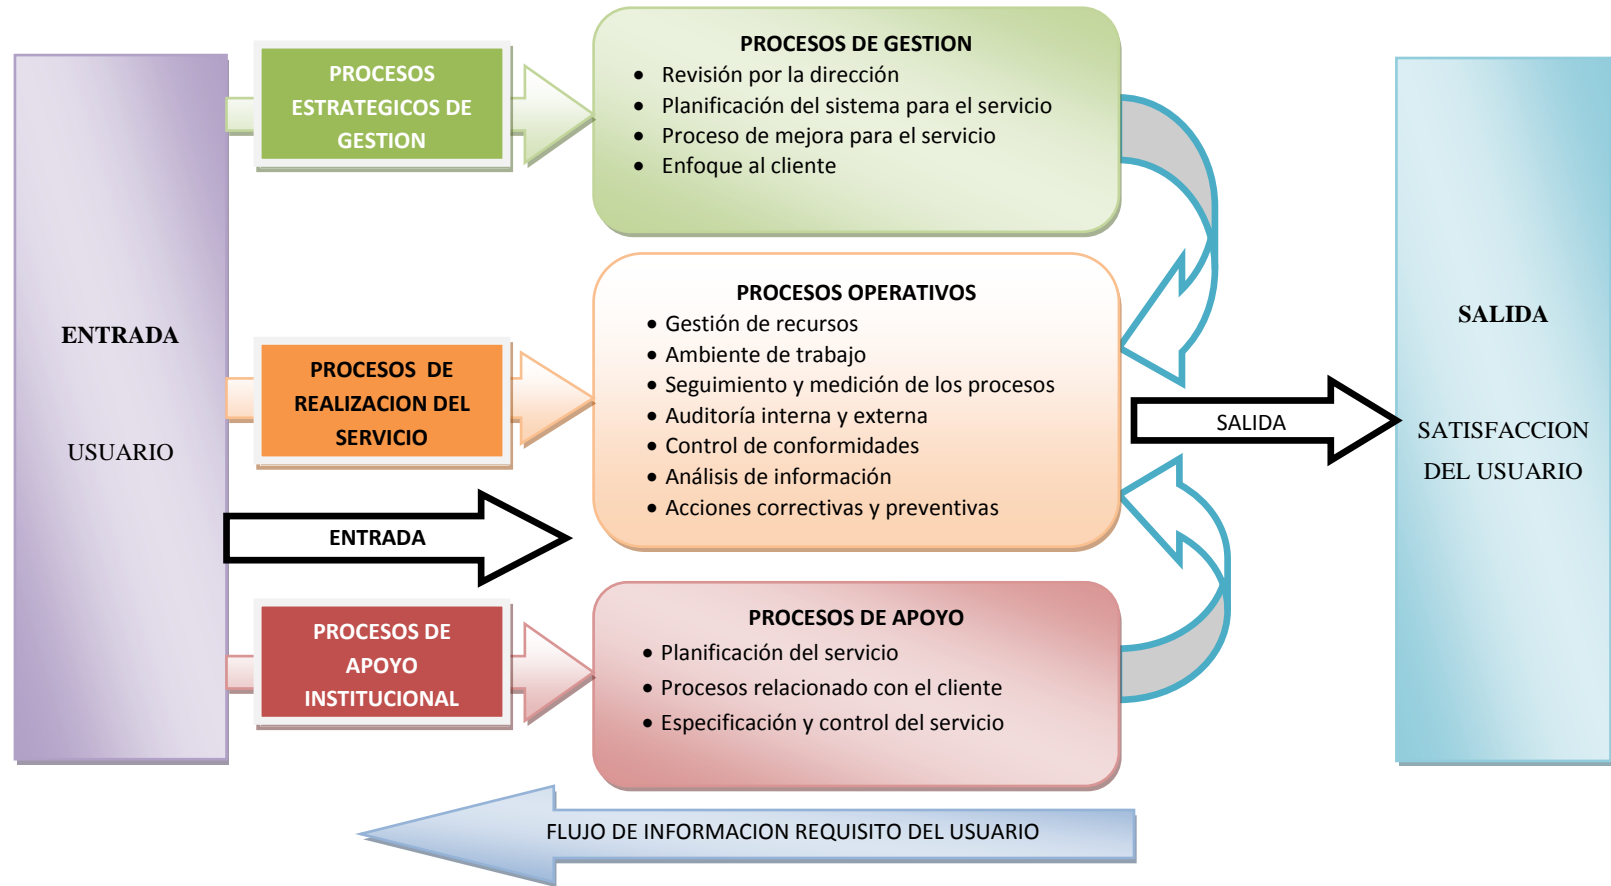 ENTRADA
USUARIO
PROCESOS
ESTRATEGICOS DE
GESTION
PROCESOS DE GESTION
• Revisión por la dirección
• Planificación del sistema para el servicio
• Proceso de mejora para el servicio
• Enfoque al cliente
PROCESOS DE
REALIZACION DEL
SERVICIO
PROCESOS OPERATIVOS
• Gestión de recursos
• Ambiente de trabajo
• Seguimiento y medición de los procesos
• Auditoría interna y externa
• Control de conformidades
• Análisis de información
• Acciones correctivas y preventivas
ENTRADA
PROCESOS DE
APOYO
INSTITUCIONAL
PROCESOS DE APOYO
• Planificación del servicio
• Procesos relacionado con el cliente
• Especificación y control del servicio
SALIDA
SALIDA
SATISFACCION
DEL USUARIO
FLUJO DE INFORMACION REQUISITO DEL USUARIO